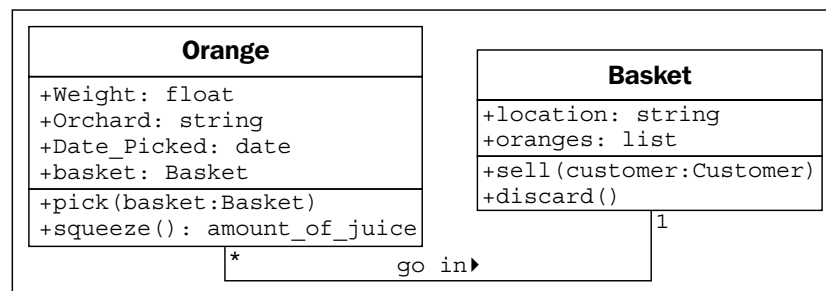 Orange
+Weight: float
+Orchard: string
+Date_Picked: date
+basket: Basket
+pick(basket:Basket)
+squeeze(): amount_of_juice
Basket
+location: string
+oranges: list
+sell(customer:Customer)
+discard()
*
1
go in